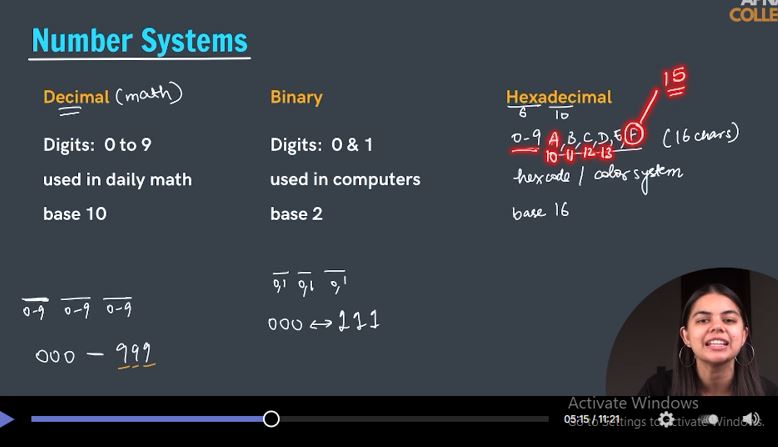 APNA
COLLE
Number Systems
Decimal (math)
Digits: 0 to 9
used in daily math
base 10
0-9 0-9 0-9
000 - 999
Binary
Digits: 0 & 1
used in computers
base 2
0,1 0,1 0,1
000 ↔ 111
Hexadecimal
6 10
15
0-9 A, B, C, D, E, F (16 chars)
10-11-12-13
hexcode / color system
base 16
Activate Windows
Go to Settings to activate Windows.
05:15 / 11:21